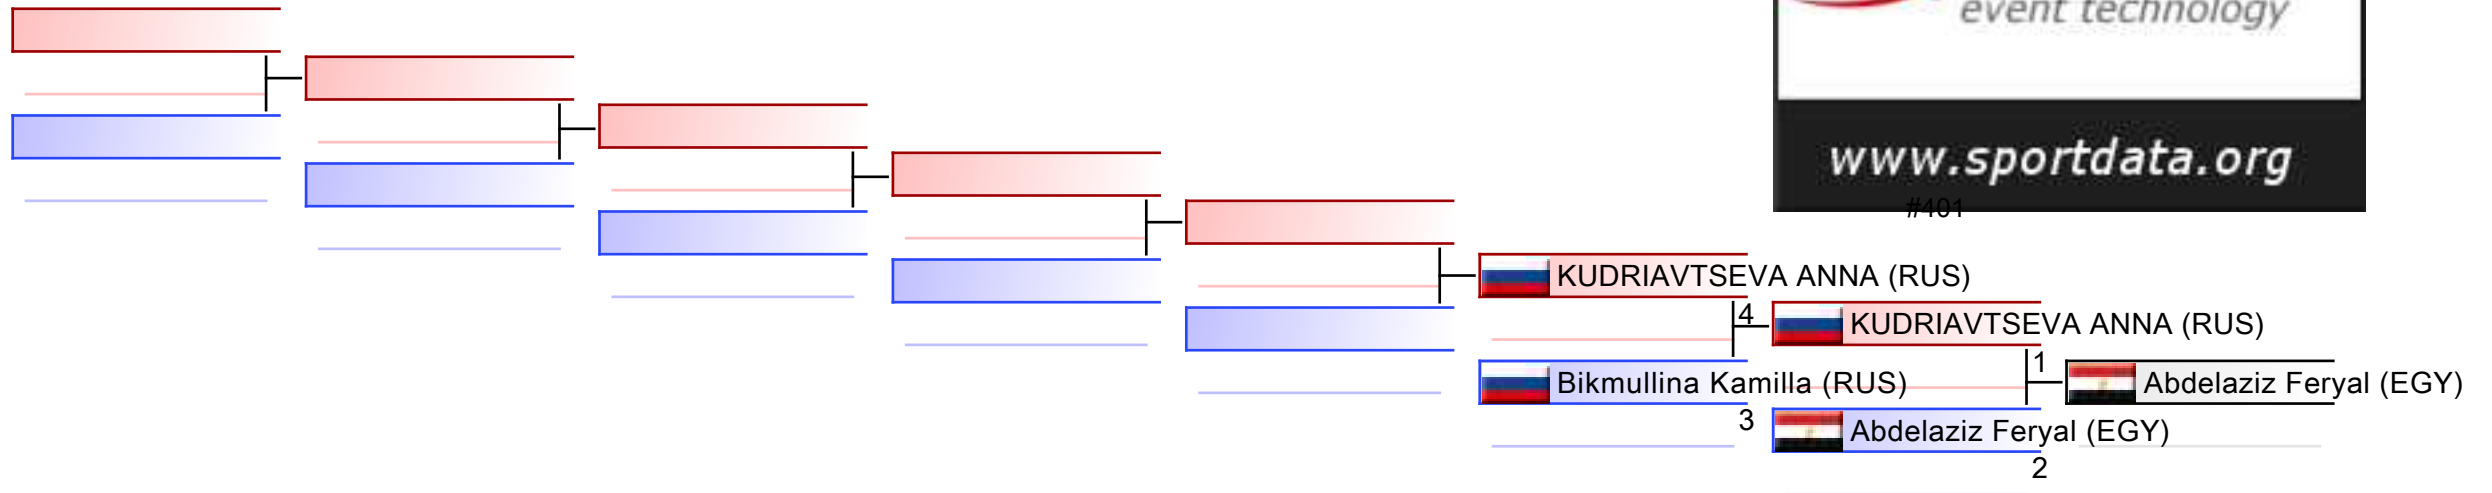 event technology
www.sportdata.org
#401
KUDRIAVTSEVA ANNA (RUS)
4
KUDRIAVTSEVA ANNA (RUS)
1
Bikmullina Kamilla (RUS)
Abdelaziz Feryal (EGY)
3
Abdelaziz Feryal (EGY)
2